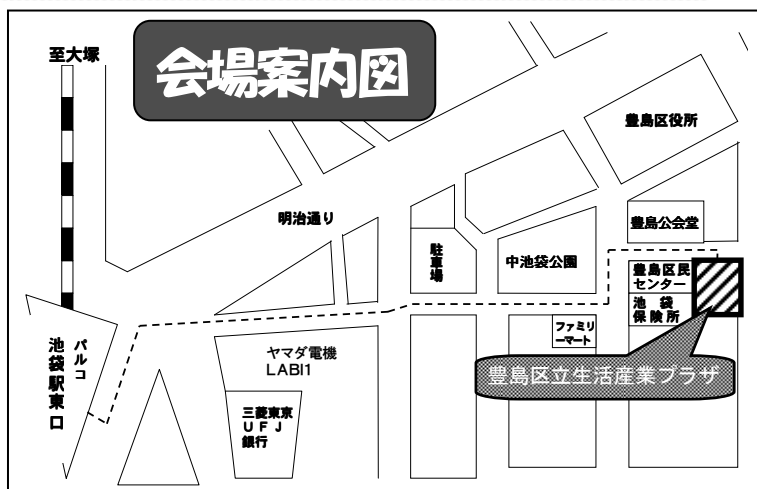 会場案内図
至大塚
豊島区役所
明治通り
豊島公会堂
駐車場
中池袋公園
豊島区民
センター
池袋
保険所
ファミリ
ーマート
パルコ
池袋駅東口
ヤマダ電機
LABI1
豊島区立生活産業プラザ
三菱東京
UFJ
銀行